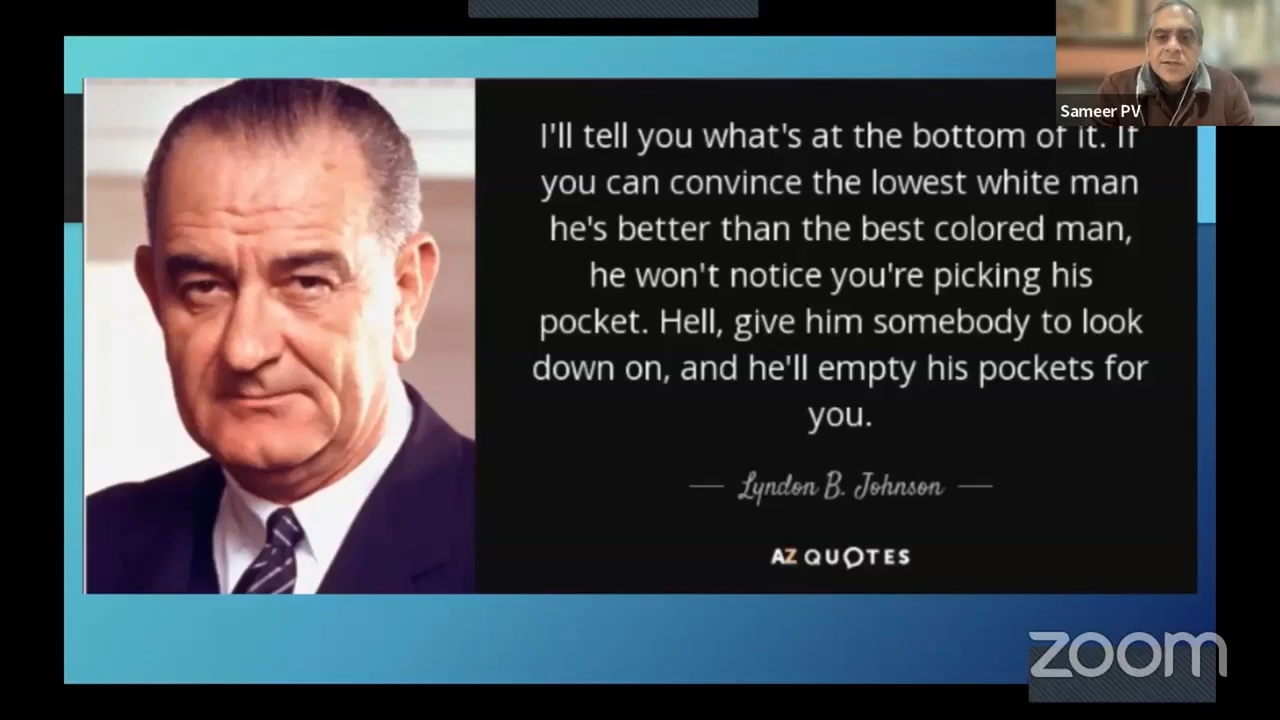 Sameer PV
I'll tell you what's at the bottom of it. If
you can convince the lowest white man
he's better than the best colored man,
he won't notice you're picking his
pocket. Hell, give him somebody to look
down on, and he'll empty his pockets for
you.
Lyndon B. Johnson
AZ QUOTES
zoom